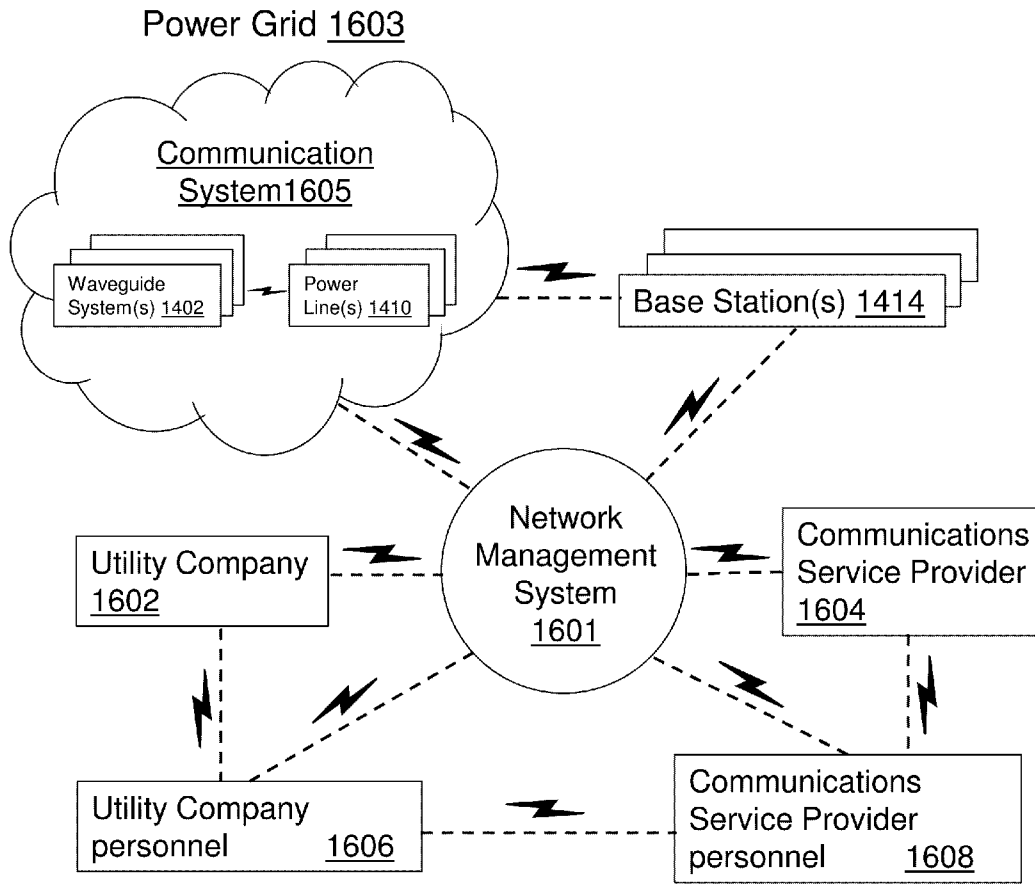 Power Grid 1603
Communication
System1605
Waveguide
System(s) 1402
Power
Line(s) 1410
Base Station(s) 1414
Network
Management
System
1601
Utility Company
1602
Communications
Service Provider
1604
Utility Company
personnel 1606
Communications
Service Provider
personnel 1608